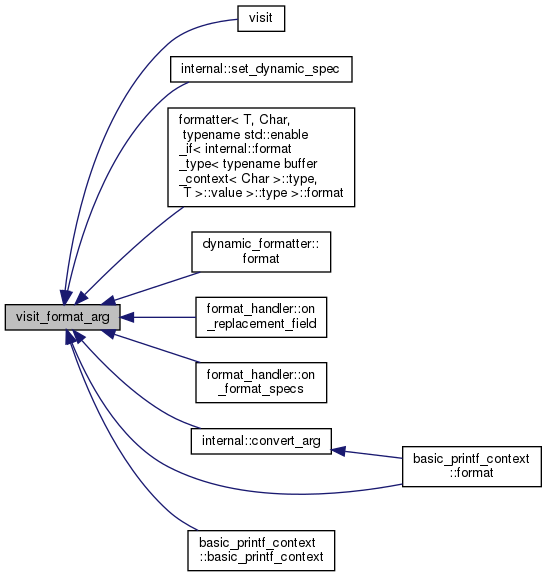 visit
internal::set_dynamic_spec
formatter< T, Char,
typename std::enable
_if< internal::format
_type< typename buffer
_context< Char >::type,
T >::value >::type >::format
dynamic_formatter::
format
visit_format_arg
format_handler::on
_replacement_field
format_handler::on
_format_specs
internal::convert_arg
basic_printf_context
::format
basic_printf_context
::basic_printf_context